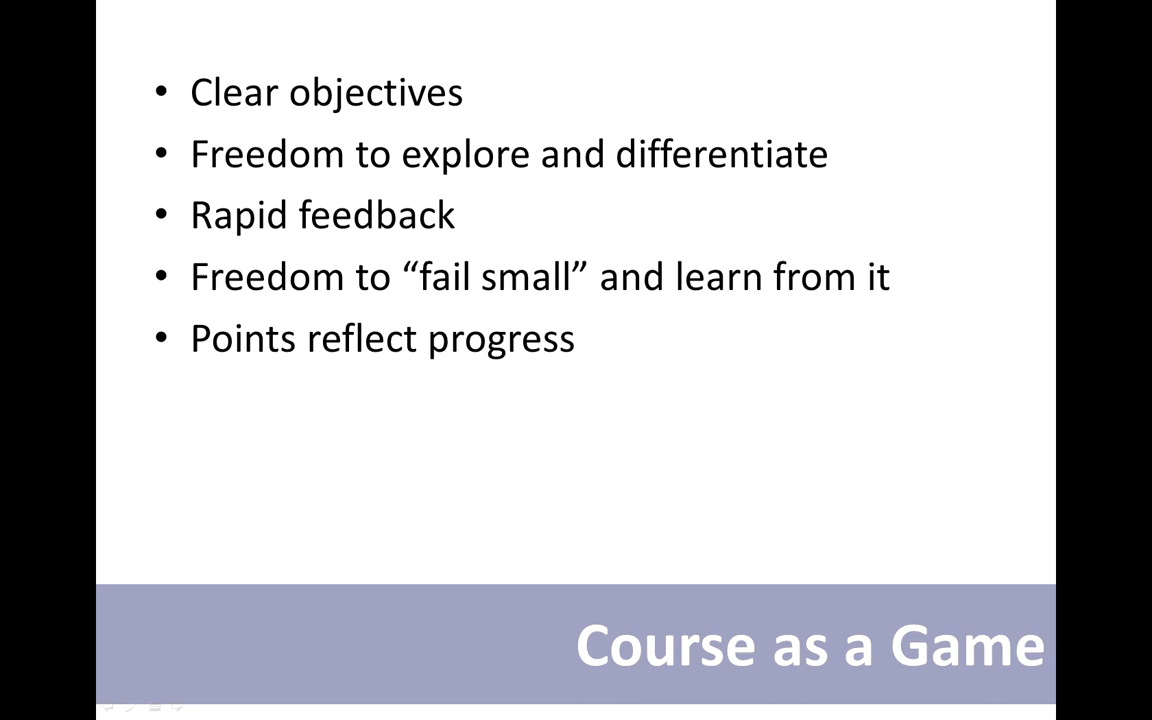 • Clear objectives
• Freedom to explore and differentiate
• Rapid feedback
• Freedom to “fail small” and learn from it
• Points reflect progress
Course as a Game